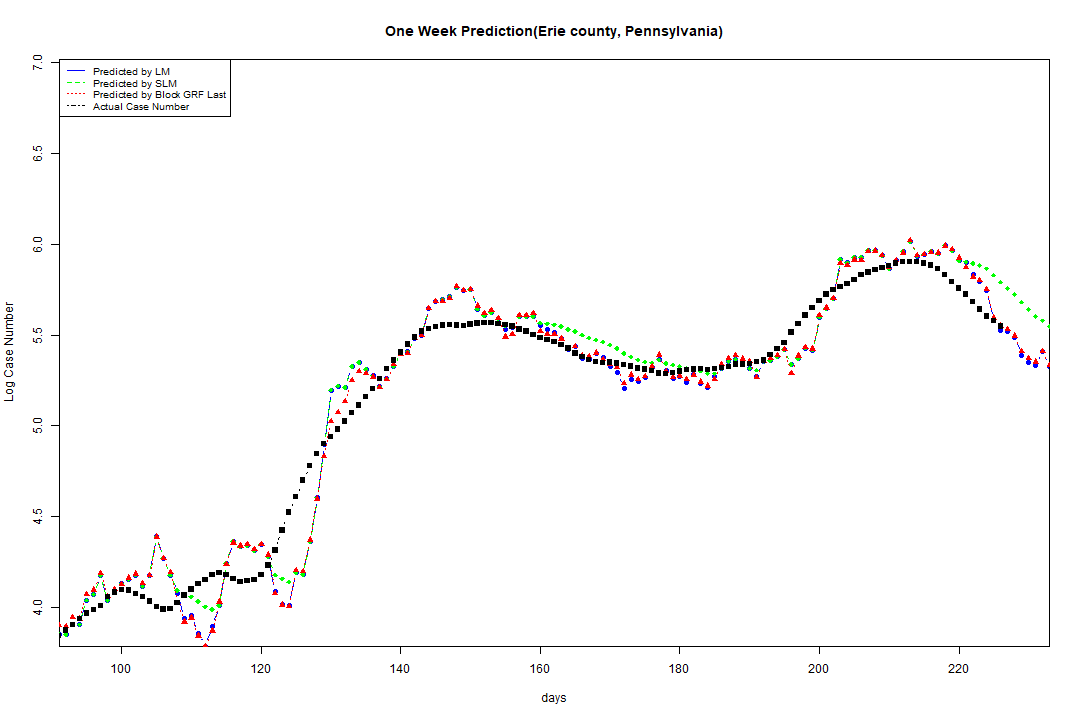 One Week Prediction(Erie county, Pennsylvania)
Predicted by LM
Predicted by SLM
Predicted by Block GRF Last
Actual Case Number
7.0
6.5
6.0
5.5
5.0
4.5
4.0
Log Case Number
100 120 140 160 180 200 220
days